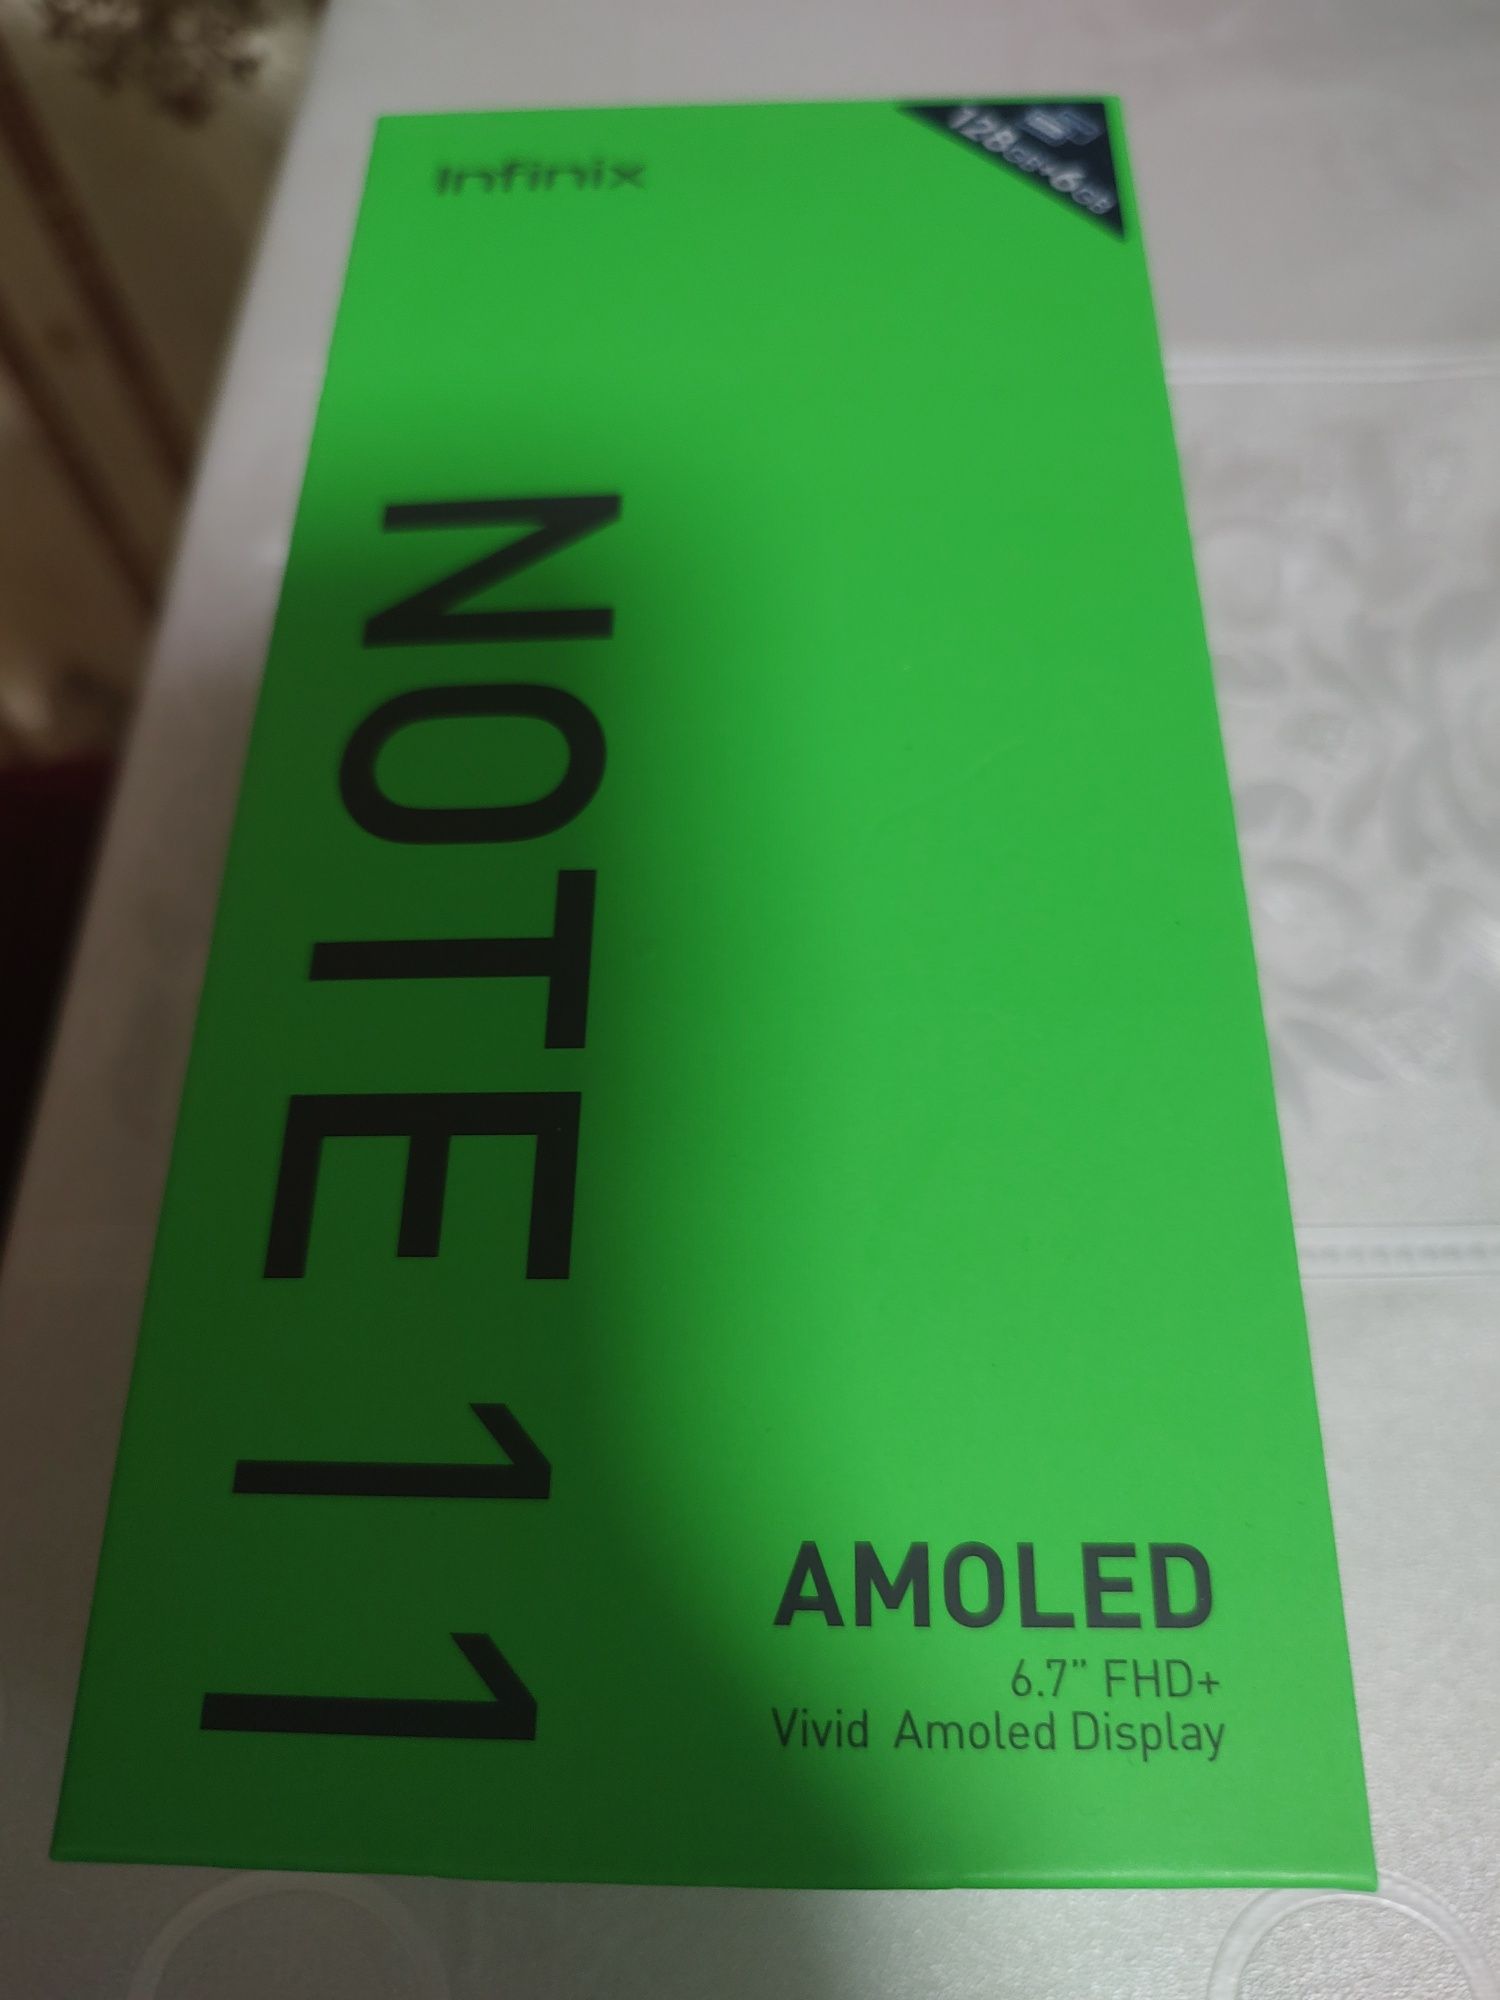 Infinix
128GB+6GB
NOTE 11
AMOLED
6.7” FHD+
Vivid Amoled Display